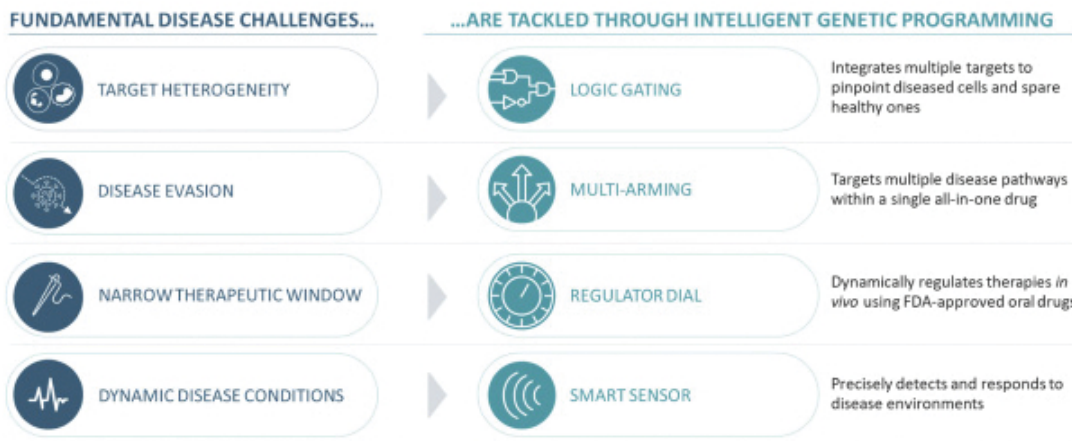 FUNDAMENTAL DISEASE CHALLENGES...
...ARE TACKLED THROUGH INTELLIGENT GENETIC PROGRAMMING
TARGET HETEROGENEITY
LOGIC GATING
Integrates multiple targets to
pinpoint diseased cells and spare
healthy ones
DISEASE EVASION
MULTI-ARMING
Targets multiple disease pathways
within a single all-in-one drug
NARROW THERAPEUTIC WINDOW
REGULATOR DIAL
Dynamically regulates therapies in
vivo using FDA-approved oral drugs
DYNAMIC DISEASE CONDITIONS
SMART SENSOR
Precisely detects and responds to
disease environments